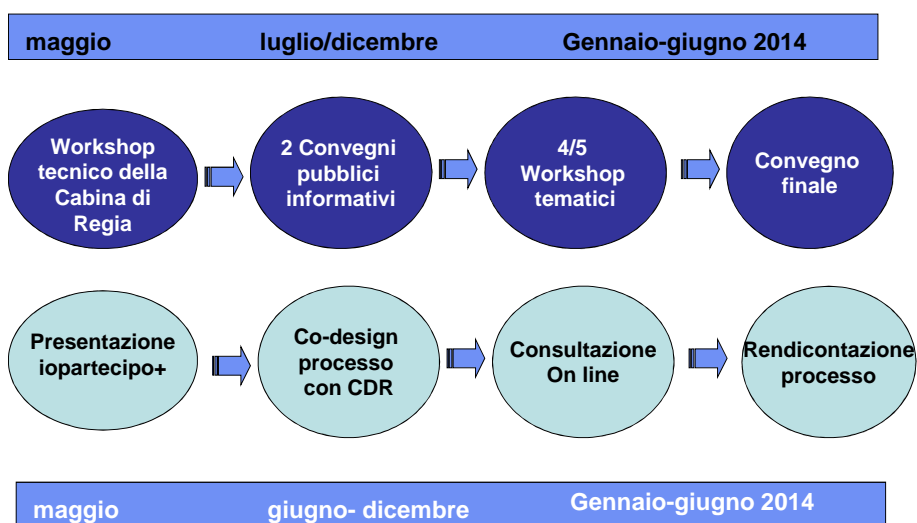 maggio luglio/dicembre Gennaio-giugno 2014
Workshop
tecnico della
Cabina di
Regia
2 Convegni
pubblici
informativi
4/5
Workshop
tematici
Convegno
finale
Presentazione
iopartecipo+
Co-design
processo
con CDR
Consultazione
On line
Rendicontazione
processo
maggio giugno- dicembre Gennaio-giugno 2014